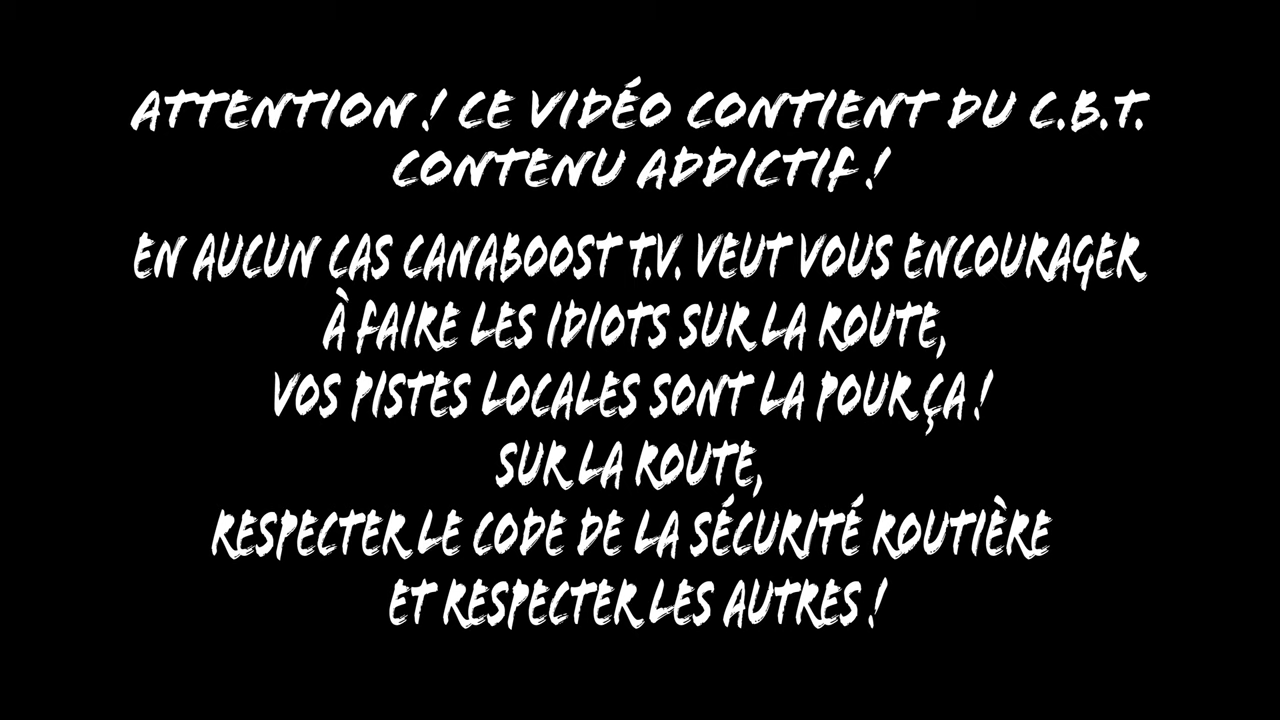 ATTENTION ! CE VIDÉO CONTIENT DU C.B.T.
CONTENU ADDICTIF !
EN AUCUN CAS CANABOOST T.V. VEUT VOUS ENCOURAGER
À FAIRE LES IDIOTS SUR LA ROUTE,
VOS PISTES LOCALES SONT LA POUR ÇA !
SUR LA ROUTE,
RESPECTER LE CODE DE LA SÉCURITÉ ROUTIÈRE
ET RESPECTER LES AUTRES !